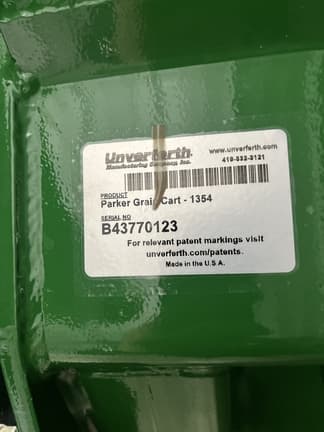 Unverferth
www.unverferth.com
Manufacturing Company, Inc.
419-532-3121
PRODUCT
Parker Grain Cart - 1354
SERIAL NO
B43770123
For relevant patent markings visit
unverferth.com/patents.
Made in the U.S.A.